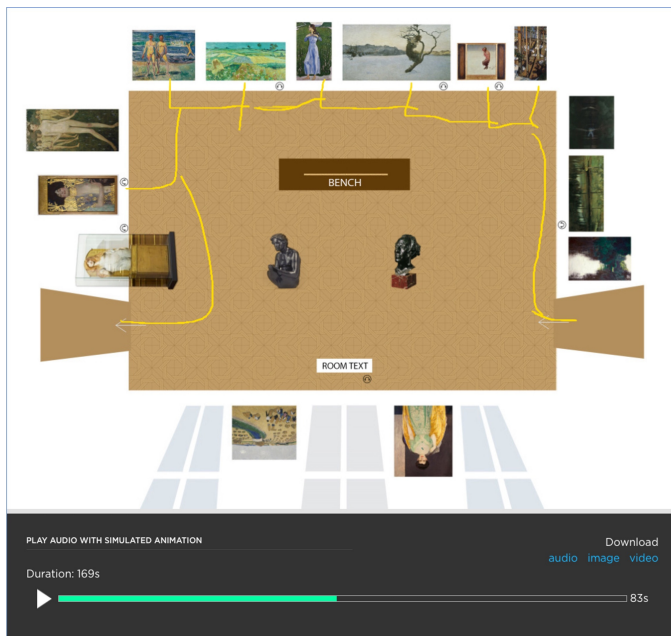 BENCH
ROOM TEXT
PLAY AUDIO WITH SIMULATED ANIMATION
Download
audio image video
Duration: 169s
83s